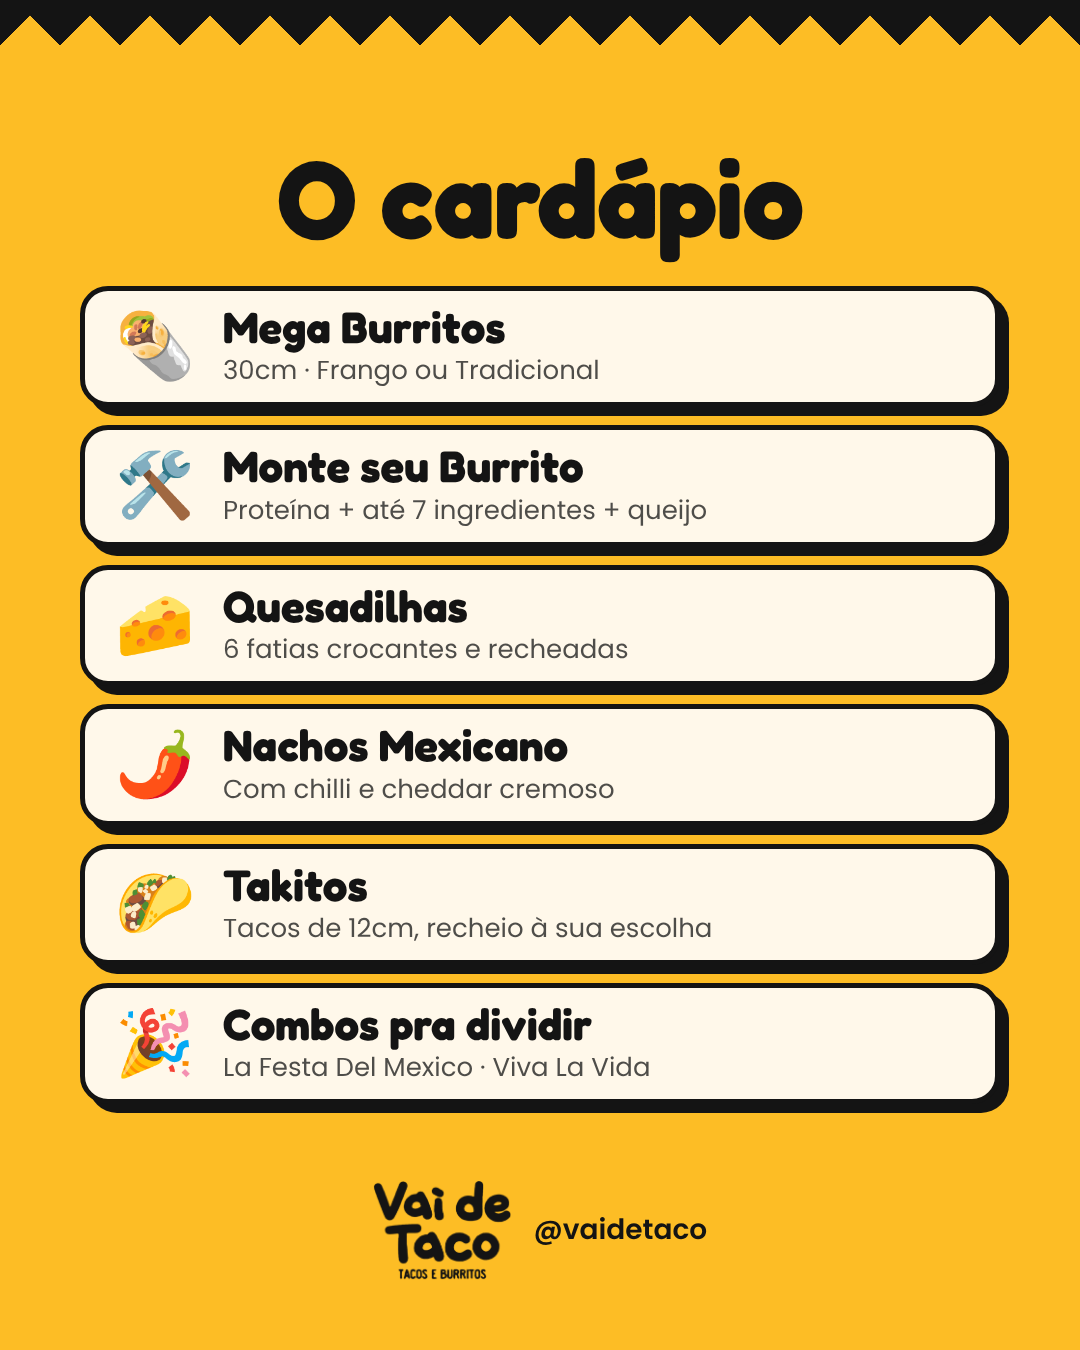 O cardápio
Mega Burritos
30cm · Frango ou Tradicional
Monte seu Burrito
Proteína + até 7 ingredientes + queijo
Quesadilhas
6 fatias crocantes e recheadas
Nachos Mexicano
Com chilli e cheddar cremoso
Takitos
Tacos de 12cm, recheio à sua escolha
Combos pra dividir
La Festa Del Mexico · Viva La Vida
Vai de
Taco
TACOS E BURRITOS
@vaidetaco